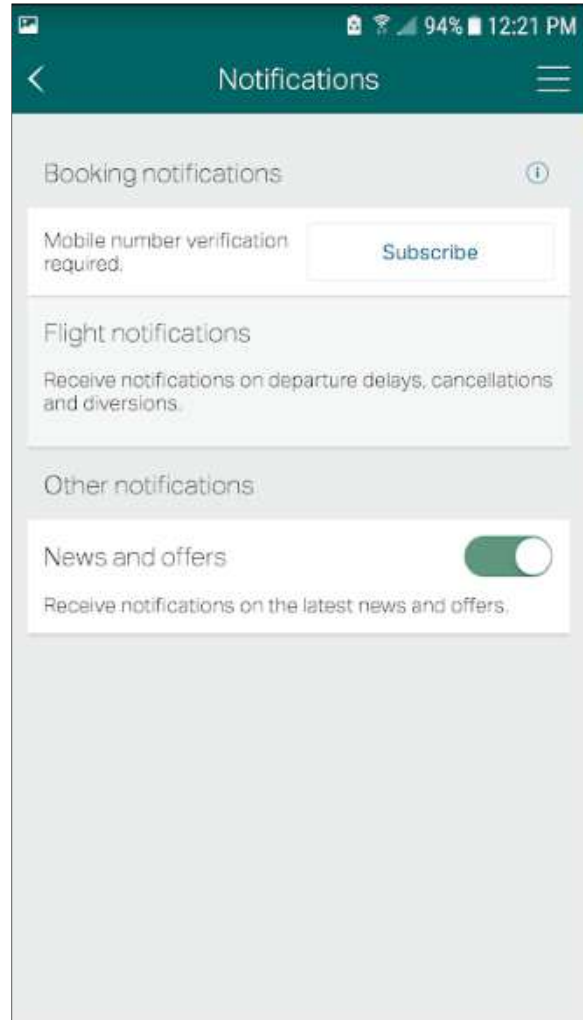 94% 12:21 PM
Notifications
Booking notifications
Mobile number verification
required.
Subscribe
Flight notifications
Receive notifications on departure delays, cancellations
and diversions.
Other notifications
News and offers
Receive notifications on the latest news and offers.